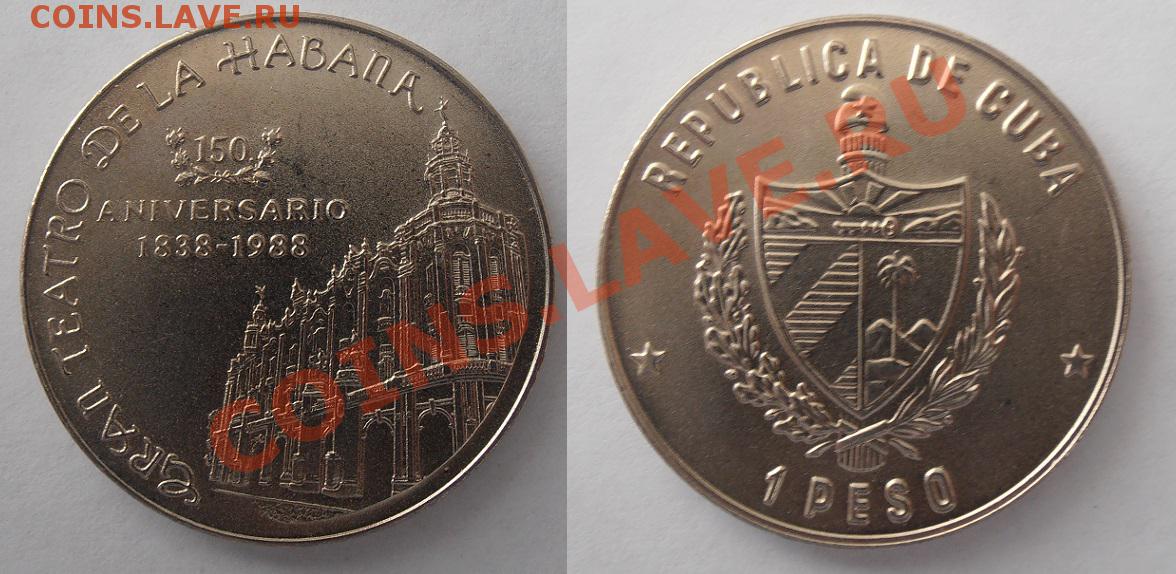 COINS.LAVE.RU
GRAN TEATRO DE LA HABANA
150
ANIVERSARIO
1838-1988
REPUBLICA DE CUBA
1 PESO
COINS.LAVE.RU